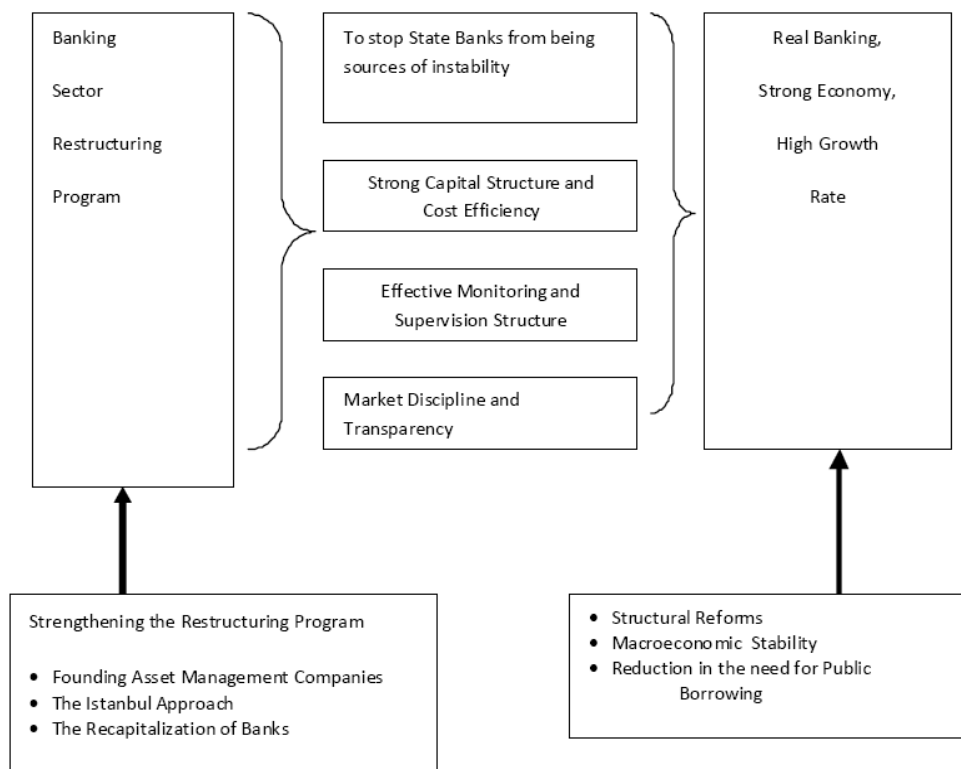 Banking
Sector
Restructuring
Program
To stop State Banks from being
sources of instability
Strong Capital Structure and
Cost Efficiency
Effective Monitoring and
Supervision Structure
Market Discipline and
Transparency
Real Banking,
Strong Economy,
High Growth
Rate
Strengthening the Restructuring Program
• Founding Asset Management Companies
• The Istanbul Approach
• The Recapitalization of Banks
• Structural Reforms
• Macroeconomic Stability
• Reduction in the need for Public
Borrowing